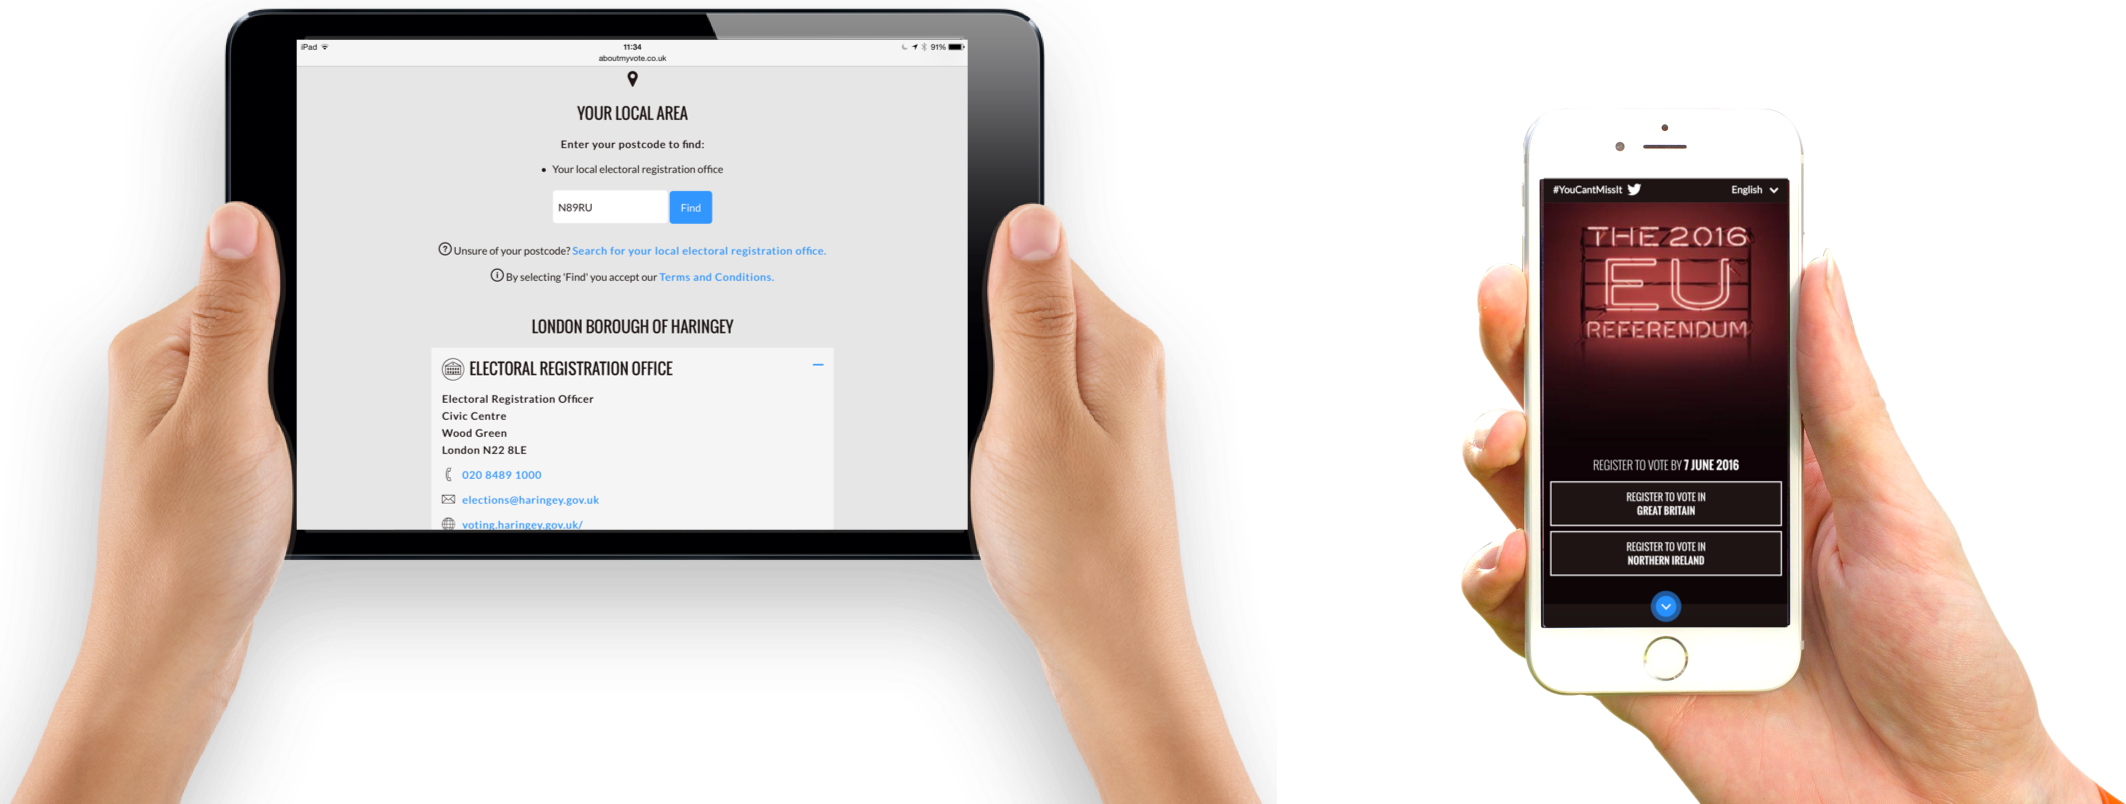 iPad
11:34
91%
aboutmyvote.co.uk
YOUR LOCAL AREA
Enter your postcode to find:
• Your local electoral registration office
N89RU
Find
Unsure of your postcode? Search for your local electoral registration office.
By selecting 'Find' you accept our Terms and Conditions.
LONDON BOROUGH OF HARINGEY
ELECTORAL REGISTRATION OFFICE
Electoral Registration Officer
Civic Centre
Wood Green
London N22 8LE
020 8489 1000
elections@haringey.gov.uk
voting.haringey.gov.uk/
#YouCantMissIt
English
THE 2016
EU
REFERENDUM
REGISTER TO VOTE BY 7 JUNE 2016
REGISTER TO VOTE IN
GREAT BRITAIN
REGISTER TO VOTE IN
NORTHERN IRELAND